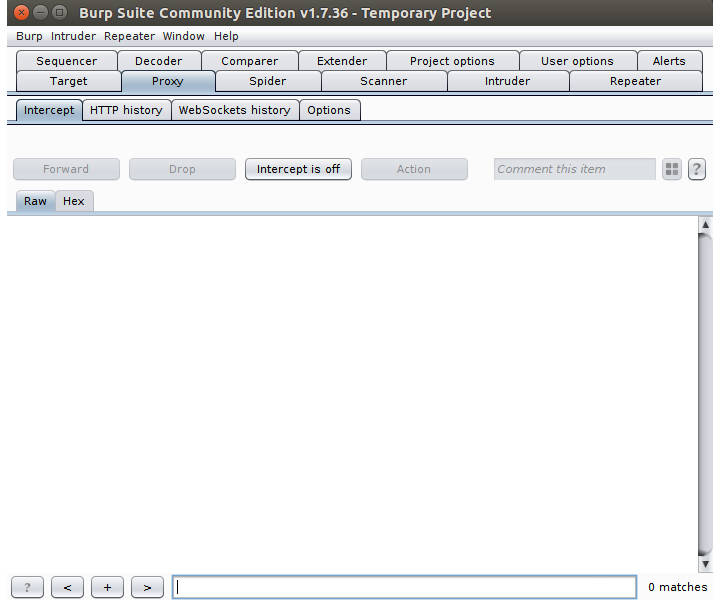 Burp Suite Community Edition v1.7.36 - Temporary Project
Burp Intruder Repeater Window Help
Sequencer Decoder Comparer Extender Project options User options Alerts
Target Proxy Spider Scanner Intruder Repeater
Intercept HTTP history WebSockets history Options
Forward Drop Intercept is off Action Comment this item ?
Raw Hex
? < + > 0 matches